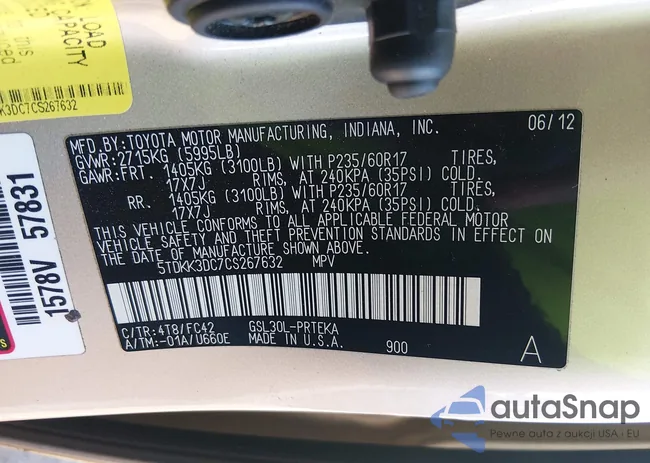 LOAD
CAPACITY
K3DC7CS267632
1578V 57831
MFD.BY:TOYOTA MOTOR MANUFACTURING, INDIANA, INC. 06/12
GVWR:2715KG (5995LB)
GAWR:FRT. 1405KG (3100LB) WITH P235/60R17 TIRES,
17X7J RIMS, AT 240KPA (35PSI) COLD.
RR. 1405KG (3100LB) WITH P235/60R17 TIRES,
17X7J RIMS, AT 240KPA (35PSI) COLD.
THIS VEHICLE CONFORMS TO ALL APPLICABLE FEDERAL MOTOR
VEHICLE SAFETY AND THEFT PREVENTION STANDARDS IN EFFECT ON
THE DATE OF MANUFACTURE SHOWN ABOVE.
5TDKK3DC7CS267632 MPV
C/TR:4T8/FC42 GSL30L-PRTEKA
A/TM:-01A/U660E MADE IN U.S.A. 900 A
autaSnap
Pewne auto z aukcji USA i EU